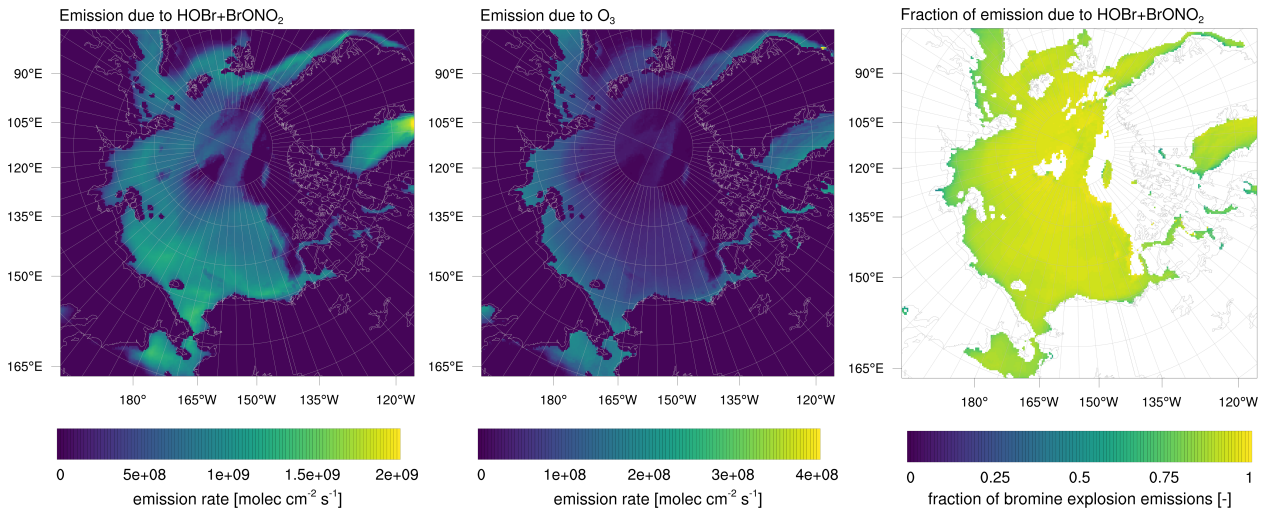 Emission due to HOBr+BrONO₂
90°E
105°E
120°E
135°E
150°E
165°E
180° 165°W 150°W 135°W 120°W
0 5e+08 1e+09 1.5e+09 2e+09
emission rate [molec cm⁻² s⁻¹]
Emission due to O₃
90°E
105°E
120°E
135°E
150°E
165°E
180° 165°W 150°W 135°W 120°W
0 1e+08 2e+08 3e+08 4e+08
emission rate [molec cm⁻² s⁻¹]
Fraction of emission due to HOBr+BrONO₂
90°E
105°E
120°E
135°E
150°E
165°E
180° 165°W 150°W 135°W 120°W
0 0.25 0.5 0.75 1
fraction of bromine explosion emissions [-]